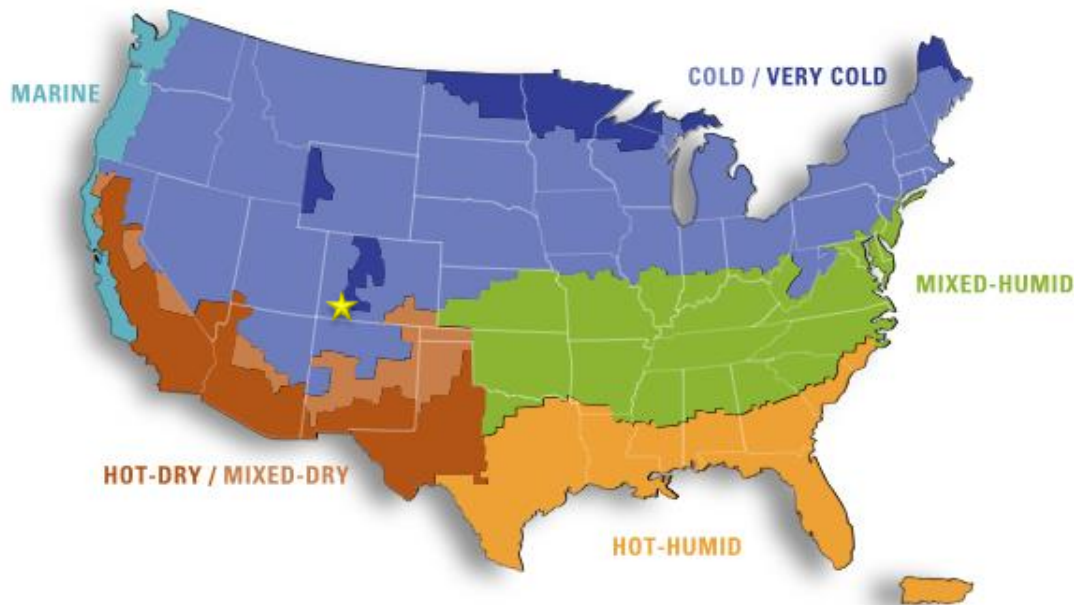 COLD / VERY COLD
MARINE
MIXED-HUMID
HOT-DRY / MIXED-DRY
HOT-HUMID